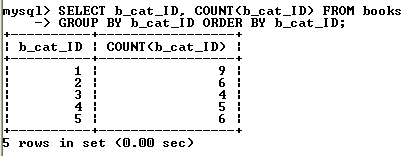 mysql> SELECT b_cat_ID, COUNT(b_cat_ID) FROM books
    -> GROUP BY b_cat_ID ORDER BY b_cat_ID;
+----------+-----------------+
| b_cat_ID | COUNT(b_cat_ID) |
+----------+-----------------+
|        1 |               9 |
|        2 |               6 |
|        3 |               4 |
|        4 |               5 |
|        5 |               6 |
+----------+-----------------+
5 rows in set (0.00 sec)